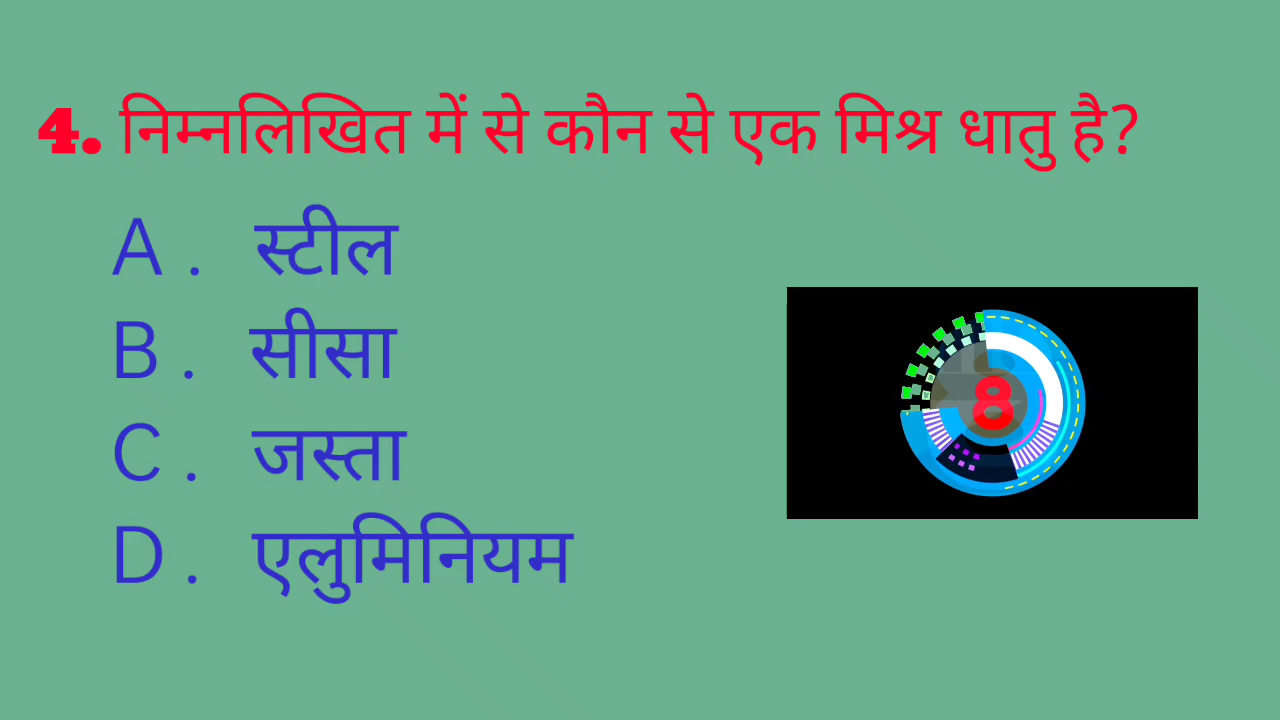 4. निम्नलिखित में से कौन से एक मिश्र धातु है?
A . स्टील
B . सीसा
C . जस्ता
D . एलुमिनियम
8